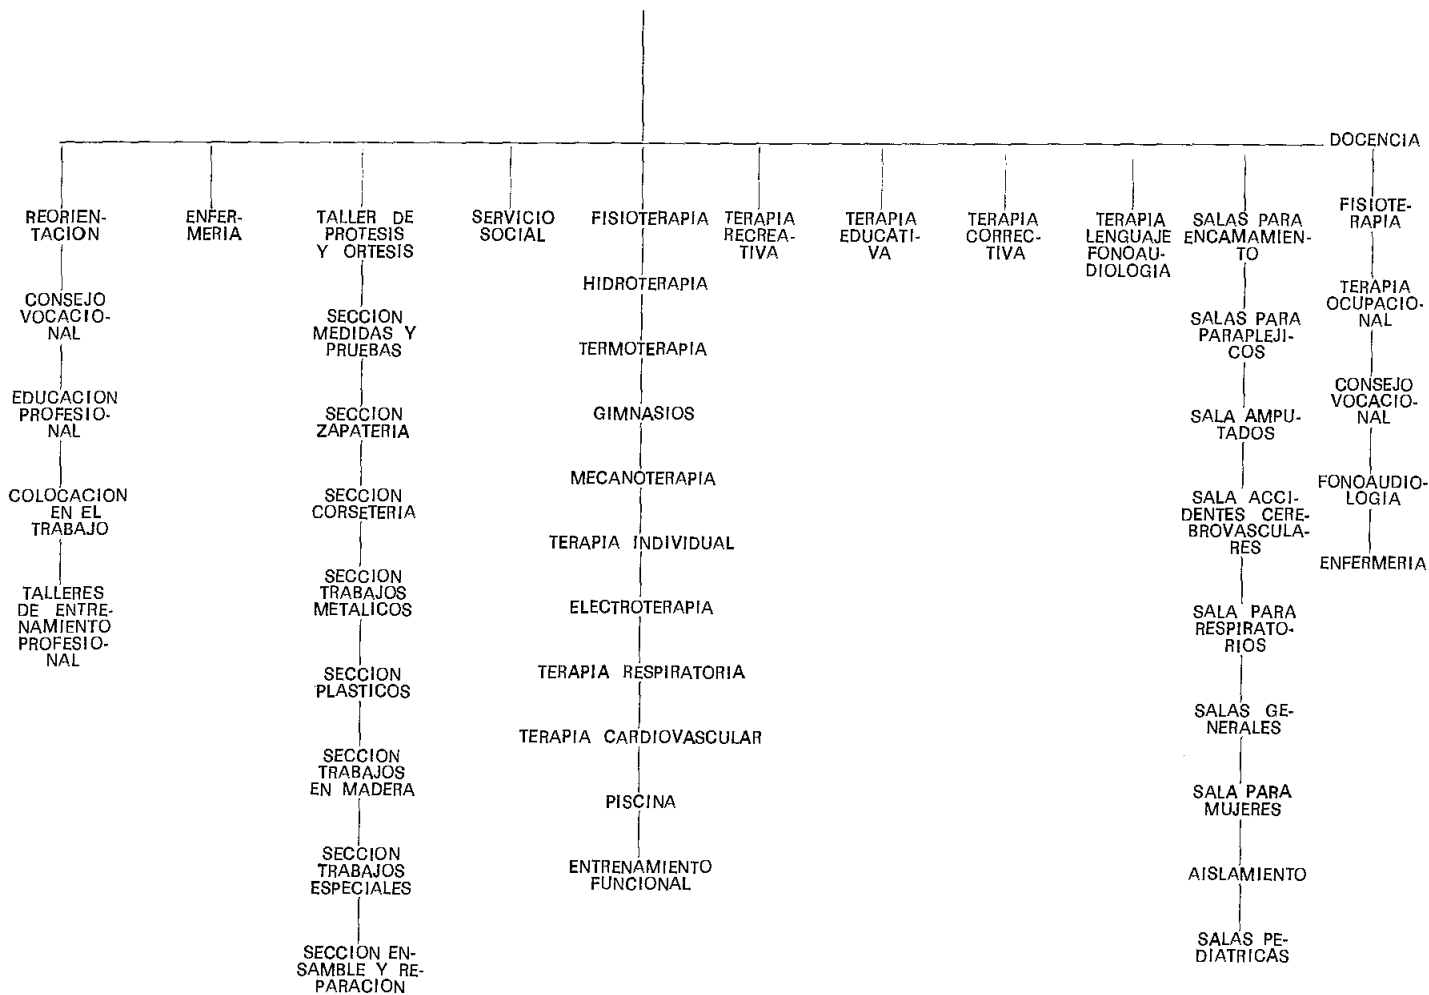 DOCENCIA
REORIEN-
TACION
CONSEJO
VOCACIO-
NAL
EDUCACION
PROFESIO-
NAL
COLOCACION
EN EL
TRABAJO
TALLERES
DE ENTRE-
NAMIENTO
PROFESIO-
NAL
ENFER-
MERIA
TALLER DE
PROTESIS
Y ORTESIS
SECCION
MEDIDAS Y
PRUEBAS
SECCION
ZAPATERIA
SECCION
CORSETERIA
SECCION
TRABAJOS
METALICOS
SECCION
PLASTICOS
SECCION
TRABAJOS
EN MADERA
SECCION
TRABAJOS
ESPECIALES
SECCION EN-
SAMBLE Y RE-
PARACION
SERVICIO
SOCIAL
FISIOTERAPIA
HIDROTERAPIA
TERMOTERAPIA
GIMNASIOS
MECANOTERAPIA
TERAPIA INDIVIDUAL
ELECTROTERAPIA
TERAPIA RESPIRATORIA
TERAPIA CARDIOVASCULAR
PISCINA
ENTRENAMIENTO
FUNCIONAL
TERAPIA
RECREA-
TIVA
TERAPIA
EDUCATI-
VA
TERAPIA
CORREC-
TIVA
TERAPIA
LENGUAJE
FONOAU-
DIOLOGIA
SALAS PARA
ENCAMAMIEN-
TO
SALAS PARA
PARAPLEJI-
COS
SALA AMPU-
TADOS
SALA ACCI-
DENTES CERE-
BROVASCULA-
RES
SALA PARA
RESPIRATO-
RIOS
SALAS GE-
NERALES
SALA PARA
MUJERES
AISLAMIENTO
SALAS PE-
DIATRICAS
FISIOTE-
RAPIA
TERAPIA
OCUPACIO-
NAL
CONSEJO
VOCACIO-
NAL
FONOAUDIO-
LOGIA
ENFERMERIA